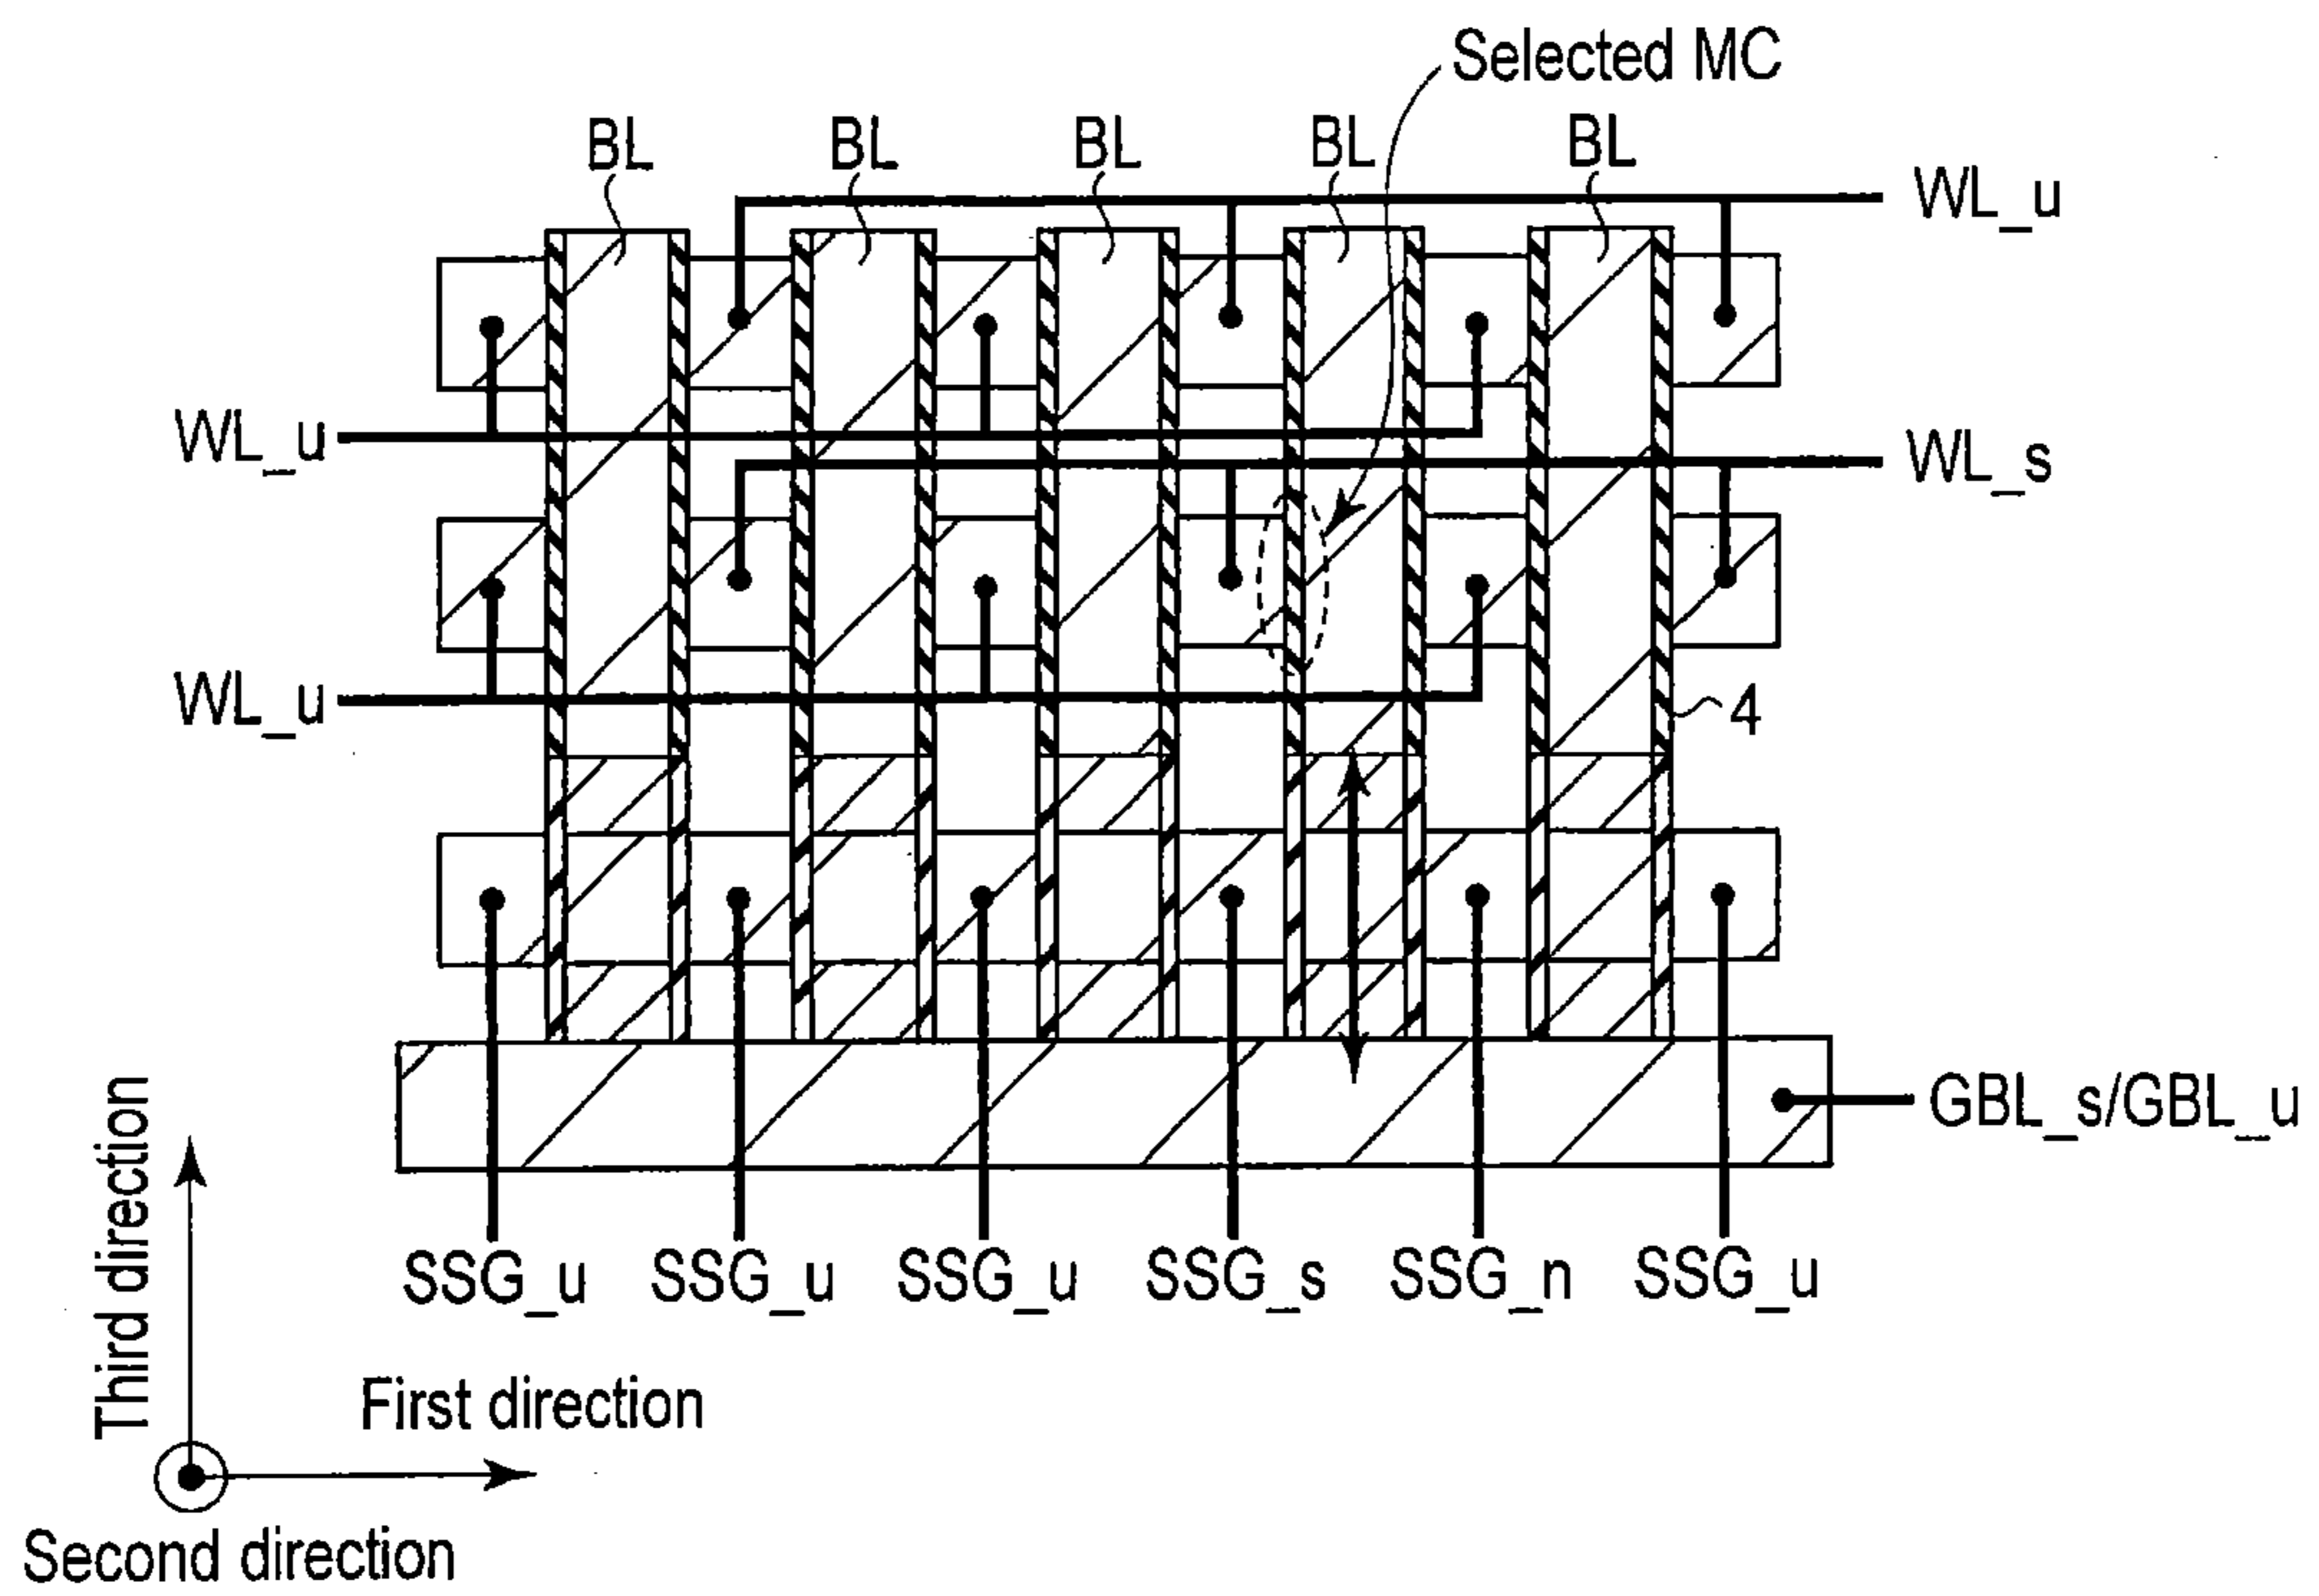 Selected MC
BL BL BL BL BL
WL_u
WL_u
WL_s
WL_u
4
GBL_s/GBL_u
SSG_u SSG_u SSG_u SSG_s SSG_n SSG_u
Third direction
First direction
Second direction